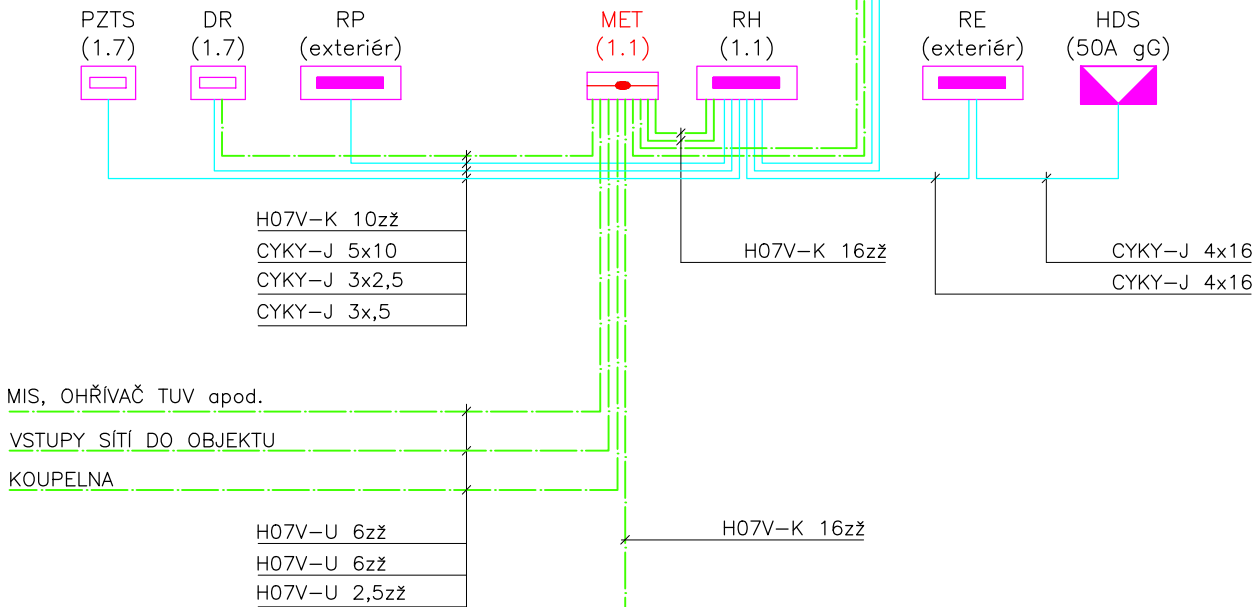 PZTS
(1.7)
DR
(1.7)
RP
(exteriér)
MET
(1.1)
RH
(1.1)
RE
(exteriér)
HDS
(50A gG)
H07V-K 10zž
CYKY-J 5x10
CYKY-J 3x2,5
CYKY-J 3x,5
H07V-K 16zž
CYKY-J 4x16
CYKY-J 4x16
MIS, OHŘÍVAČ TUV apod.
VSTUPY SÍTÍ DO OBJEKTU
KOUPELNA
H07V-U 6zž
H07V-U 6zž
H07V-U 2,5zž
H07V-K 16zž